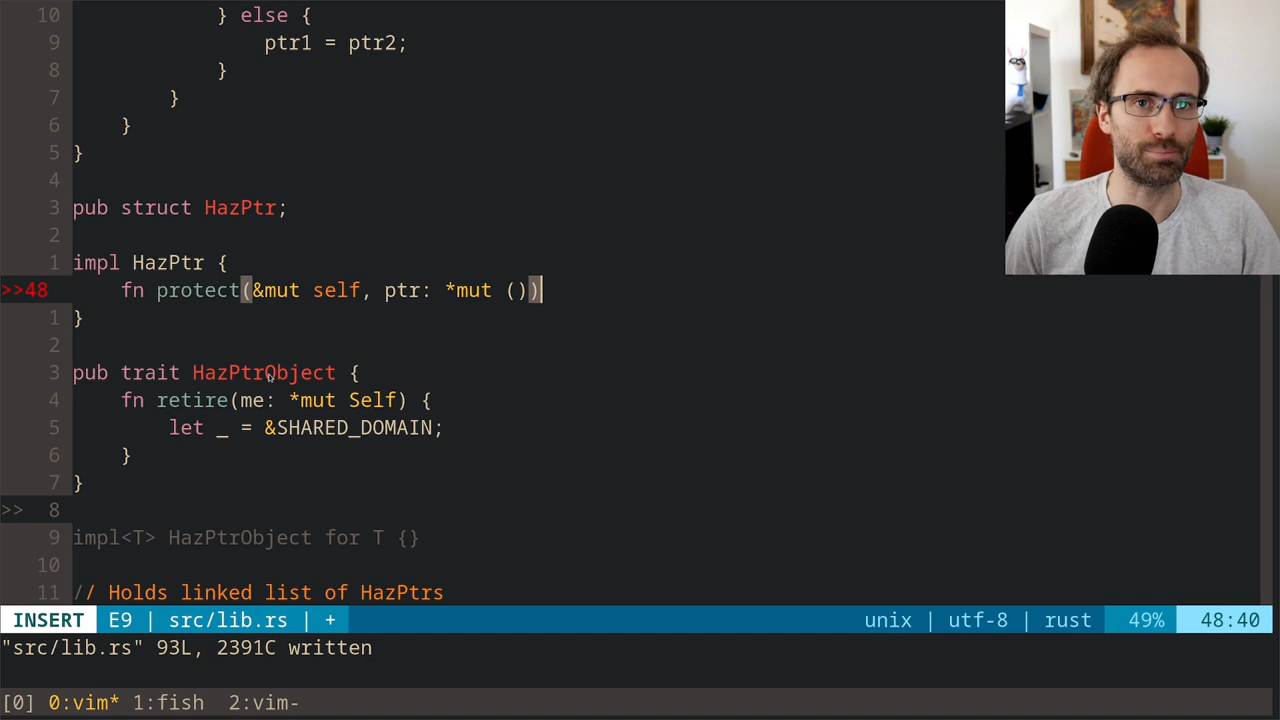 10             } else {
9                 ptr1 = ptr2;
8             }
7         }
6     }
5 }
4
3 pub struct HazPtr;
2
1 impl HazPtr {
>>48     fn protect(&mut self, ptr: *mut ())
1 }
2
3 pub trait HazPtrObject {
4     fn retire(me: *mut Self) {
5         let _ = &SHARED_DOMAIN;
6     }
7 }
>> 8
9 impl<T> HazPtrObject for T {}
10
11 // Holds linked list of HazPtrs
INSERT E9 | src/lib.rs | + unix | utf-8 | rust 49% 48:40
"src/lib.rs" 93L, 2391C written
[0] 0:vim* 1:fish  2:vim-